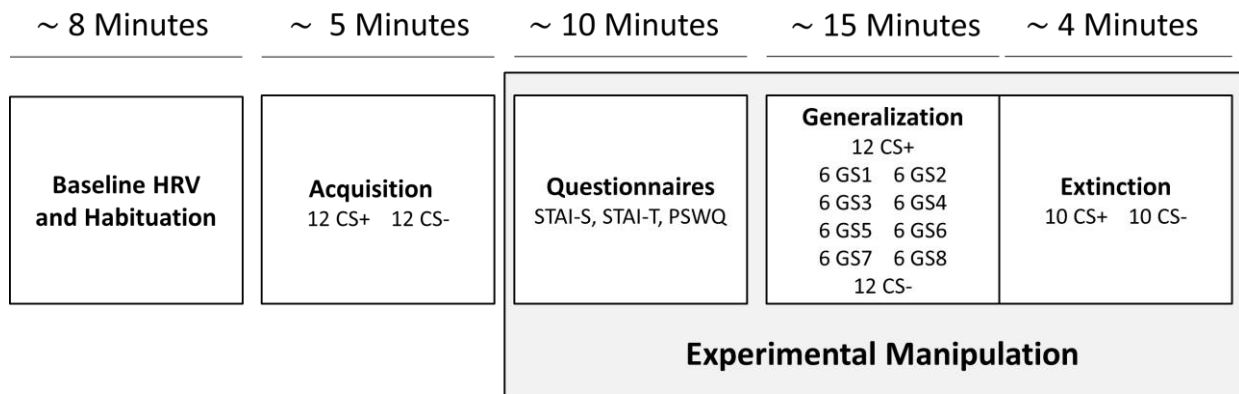 ~ 8 Minutes
~ 5 Minutes
~ 10 Minutes
~ 15 Minutes
~ 4 Minutes
Baseline HRV
and Habituation
Acquisition
12 CS+ 12 CS-
Questionnaires
STAI-S, STAI-T, PSWQ
Generalization
12 CS+
6 GS1 6 GS2
6 GS3 6 GS4
6 GS5 6 GS6
6 GS7 6 GS8
12 CS-
Extinction
10 CS+ 10 CS-
Experimental Manipulation